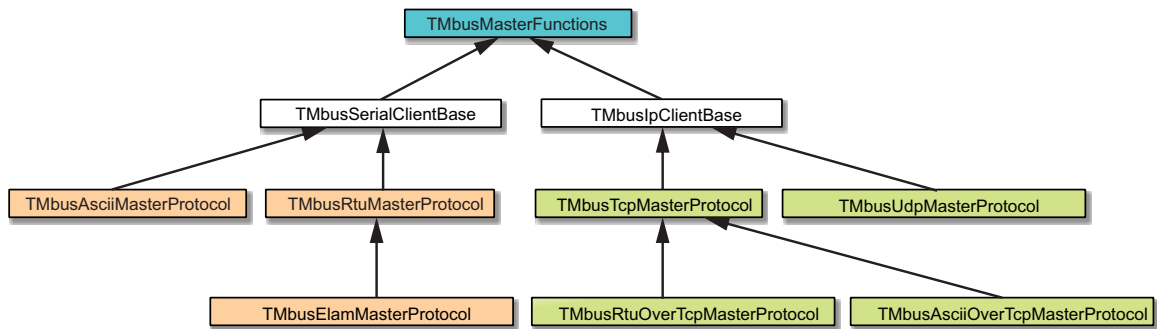 TMbusMasterFunctions
TMbusSerialClientBase
TMbusIpClientBase
TMbusAsciiMasterProtocol
TMbusRtuMasterProtocol
TMbusTcpMasterProtocol
TMbusUdpMasterProtocol
TMbusElamMasterProtocol
TMbusRtuOverTcpMasterProtocol
TMbusAsciiOverTcpMasterProtocol